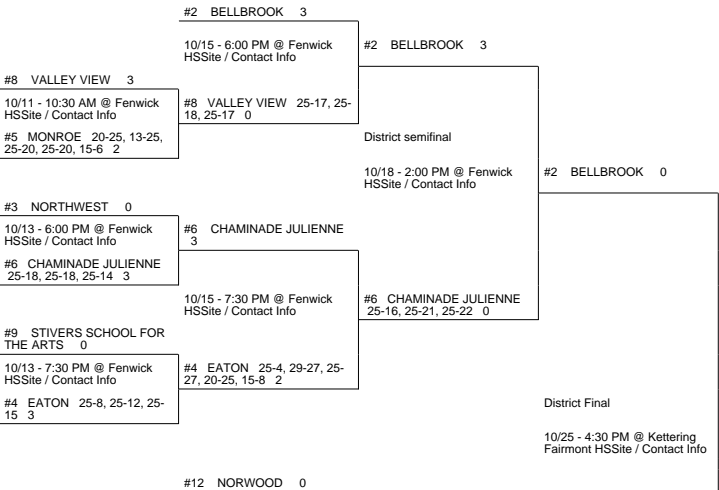 #2 BELLBROOK 3
10/15 - 6:00 PM @ Fenwick
HSSite / Contact Info
#2 BELLBROOK 3
#8 VALLEY VIEW 3
10/11 - 10:30 AM @ Fenwick
HSSite / Contact Info
#8 VALLEY VIEW 25-17, 25-
18, 25-17 0
#5 MONROE 20-25, 13-25,
25-20, 25-20, 15-6 2
District semifinal
10/18 - 2:00 PM @ Fenwick
HSSite / Contact Info
#2 BELLBROOK 0
#3 NORTHWEST 0
10/13 - 6:00 PM @ Fenwick
HSSite / Contact Info
#6 CHAMINADE JULIENNE
3
#6 CHAMINADE JULIENNE
25-18, 25-18, 25-14 3
10/15 - 7:30 PM @ Fenwick
HSSite / Contact Info
#6 CHAMINADE JULIENNE
25-16, 25-21, 25-22 0
#9 STIVERS SCHOOL FOR
THE ARTS 0
10/13 - 7:30 PM @ Fenwick
HSSite / Contact Info
#4 EATON 25-4, 29-27, 25-
27, 20-25, 15-8 2
#4 EATON 25-8, 25-12, 25-
15 3
District Final
10/25 - 4:30 PM @ Kettering
Fairmont HSSite / Contact Info
#12 NORWOOD 0